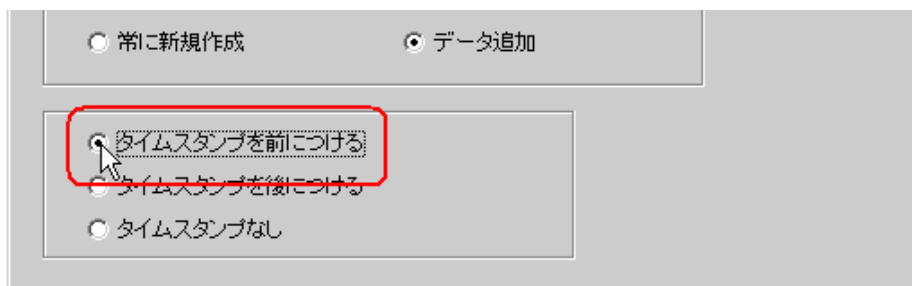 常に新規作成 データ追加
タイムスタンプを前につける
タイムスタンプを後につける
タイムスタンプなし